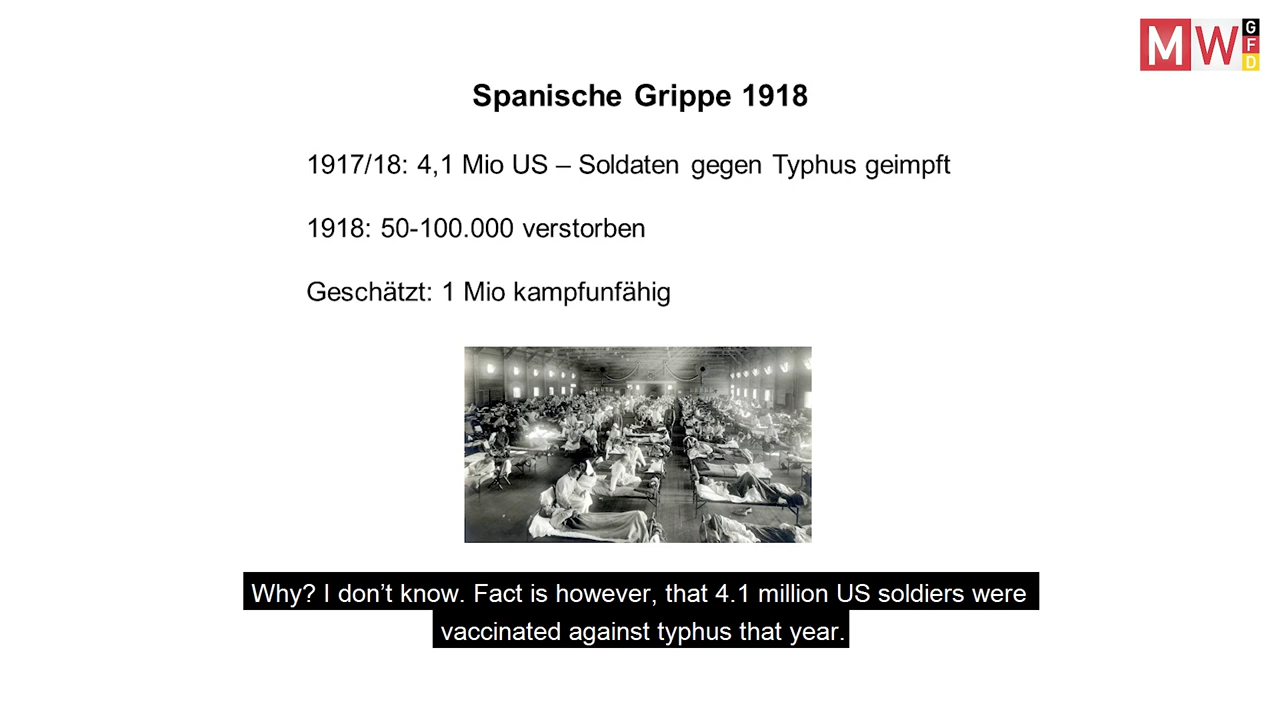 MW
G
F
D
Spanische Grippe 1918
1917/18: 4,1 Mio US – Soldaten gegen Typhus geimpft
1918: 50-100.000 verstorben
Geschätzt: 1 Mio kampfunfähig
Why? I don’t know. Fact is however, that 4.1 million US soldiers were
vaccinated against typhus that year.